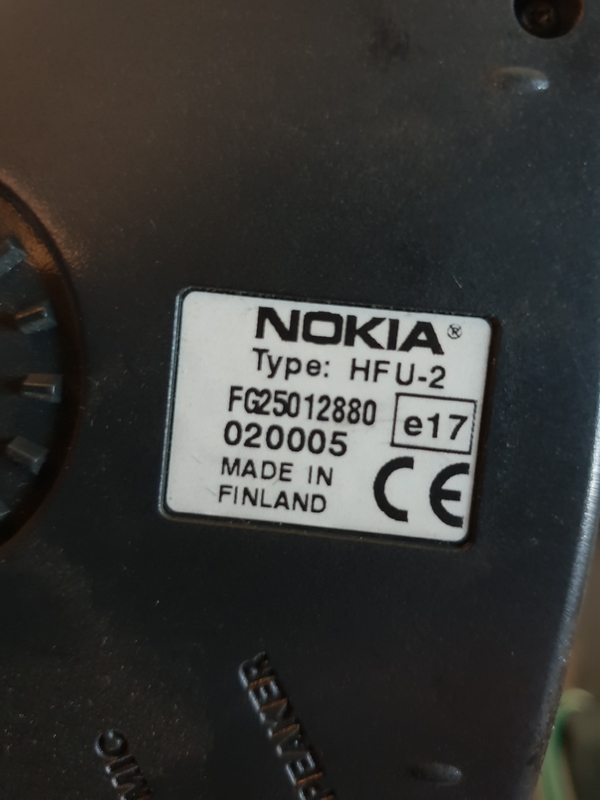 NOKIA®
Type: HFU-2
FG25012880
020005
e17
MADE IN
FINLAND
CE
SPEAKER
MIC